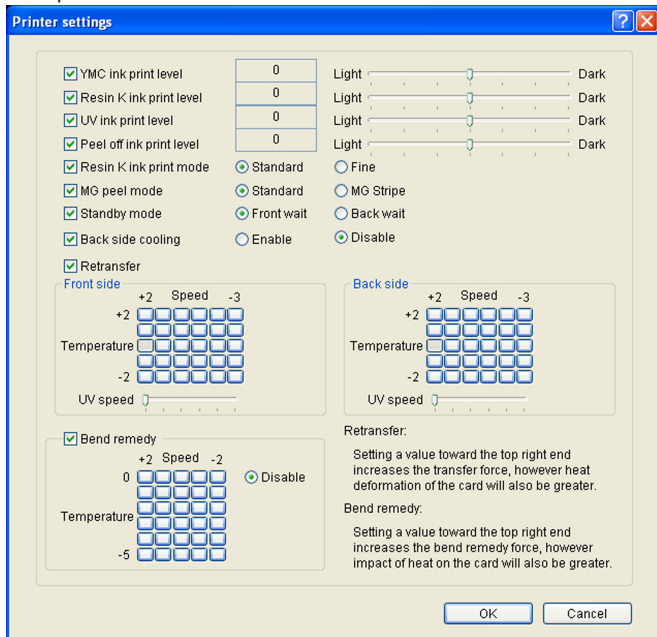 Printer settings
YMC ink print level 0 Light Dark
Resin K ink print level 0 Light Dark
UV ink print level 0 Light Dark
Peel off ink print level 0 Light Dark
Resin K ink print mode Standard Fine
MG peel mode Standard MG Stripe
Standby mode Front wait Back wait
Back side cooling Enable Disable
Retransfer
Front side
+2 Speed -3
+2
Temperature
-2
UV speed
Back side
+2 Speed -3
+2
Temperature
-2
UV speed
Bend remedy
+2 Speed -2
0 Disable
Temperature
-5
Retransfer:
Setting a value toward the top right end
increases the transfer force, however heat
deformation of the card will also be greater.
Bend remedy:
Setting a value toward the top right end
increases the bend remedy force, however
impact of heat on the card will also be greater.
OK Cancel